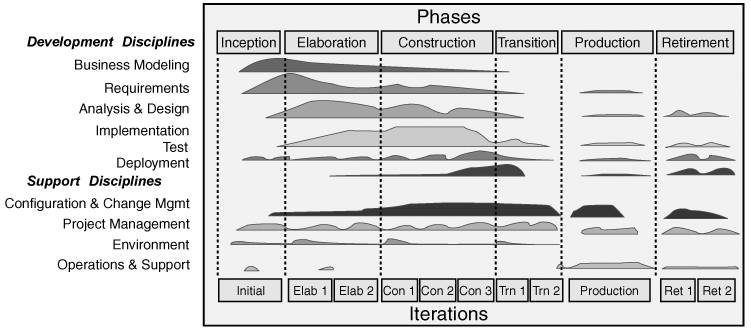 Phases
Development Disciplines
Inception Elaboration Construction Transition Production Retirement
Business Modeling
Requirements
Analysis & Design
Implementation
Test
Deployment
Support Disciplines
Configuration & Change Mgmt
Project Management
Environment
Operations & Support
Initial Elab 1 Elab 2 Con 1 Con 2 Con 3 Trn 1 Trn 2 Production Ret 1 Ret 2
Iterations